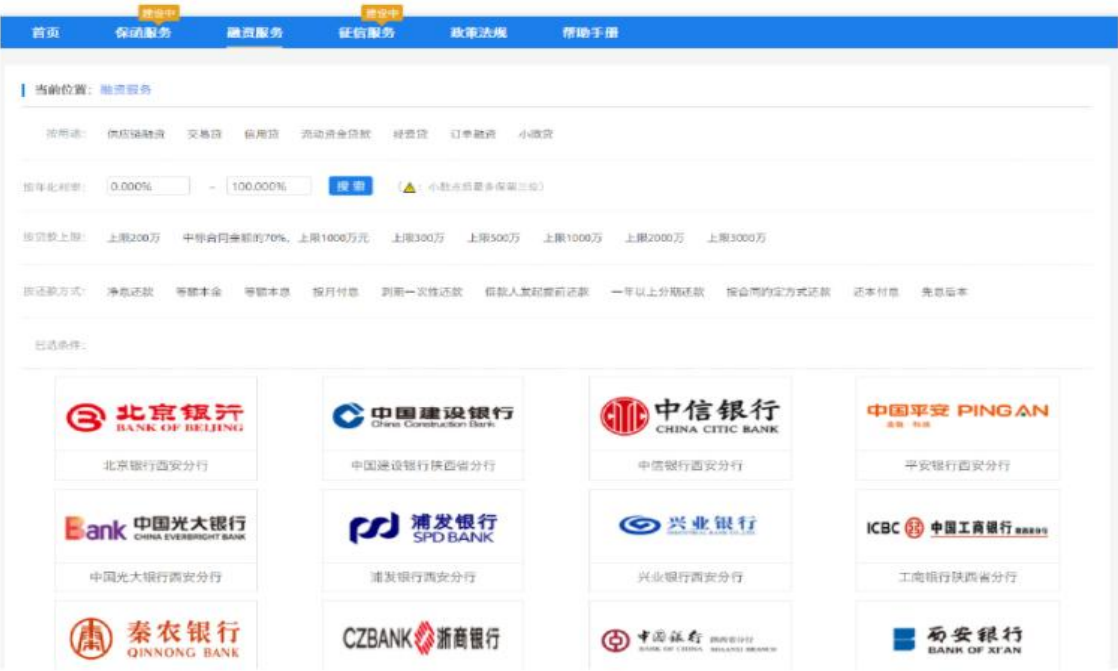 建设中 建设中
首页 保函服务 融资服务 征信服务 政策法规 帮助手册
当前位置: 融资服务
按用途: 供应链融资 交易贷 信用贷 流动资金贷款 经营贷 订单融资 小微贷
按年化利率: 0.000% ~ 100.000% 搜索 (⚠: 小数点后最多保留三位)
按贷款上限: 上限200万 中标合同金额的70%, 上限1000万元 上限300万 上限500万 上限1000万 上限2000万 上限3000万
按还款方式: 净息还款 等额本金 等额本息 按月付息 到期一次性还款 借款人发起提前还款 一年以上分期还款 按合同约定方式还款 还本付息 先息后本
已选条件:
北京银行 中国建设银行 中信银行 中国平安 PING AN
BANK OF BEIJING China Construction Bank CHINA CITIC BANK 金融·科技
北京银行西安分行 中国建设银行陕西省分行 中信银行西安分行 平安银行西安分行
Bank 中国光大银行 浦发银行 兴业银行 ICBC 中国工商银行
CHINA EVERBRIGHT BANK SPD BANK INDUSTRIAL BANK CO.,LTD.
中国光大银行西安分行 浦发银行西安分行 兴业银行西安分行 工商银行陕西省分行
秦农银行 CZBANK 浙商银行 中国银行 陕西省分行 西安银行
QINNONG BANK BANK OF CHINA SHAANXI BRANCH BANK OF XI'AN